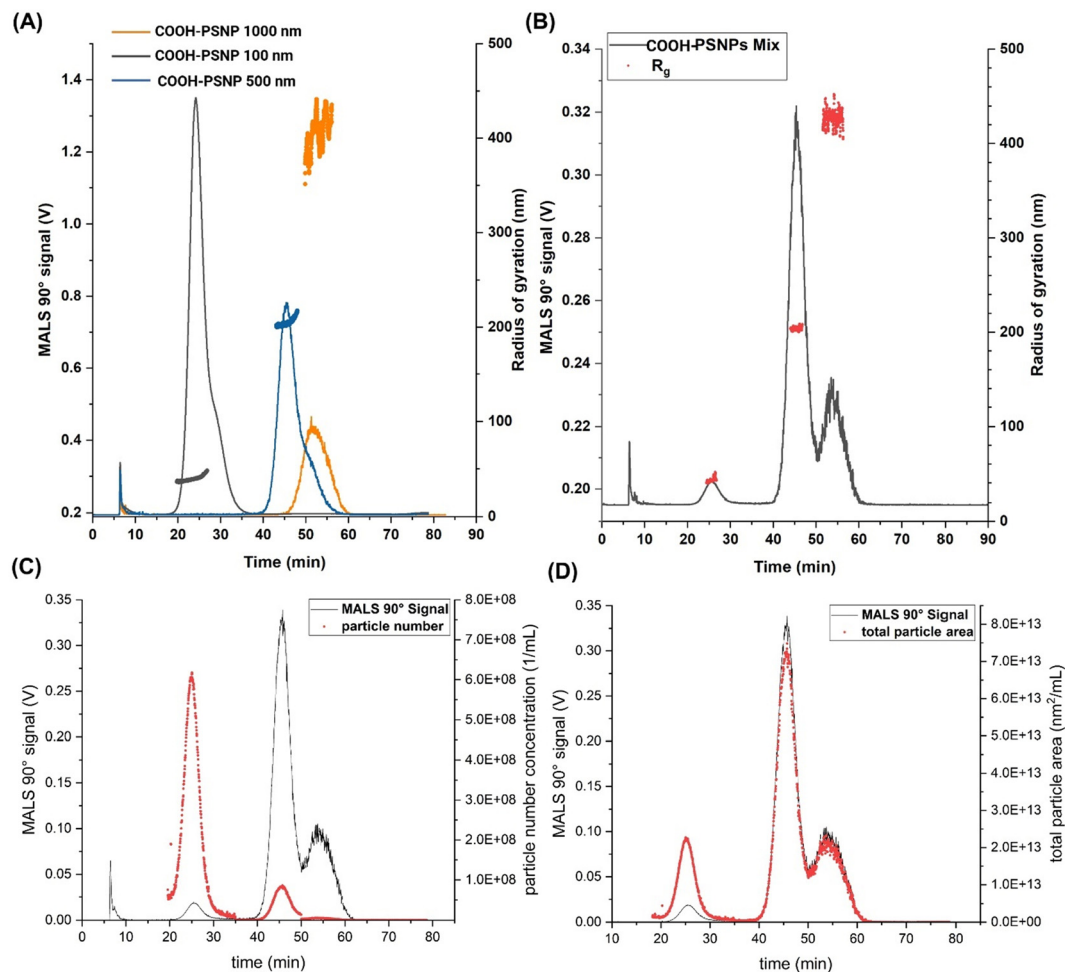 (A)
COOH-PSNP 1000 nm
COOH-PSNP 100 nm
COOH-PSNP 500 nm
MALS 90° signal (V)
1.4
1.2
1.0
0.8
0.6
0.4
0.2
0 10 20 30 40 50 60 70 80 90
Time (min)
500
400
300
200
100
0
Radius of gyration (nm)
(B)
COOH-PSNPs Mix
Rg
MALS 90° signal (V)
0.34
0.32
0.30
0.28
0.26
0.24
0.22
0.20
0 10 20 30 40 50 60 70 80 90
Time (min)
500
400
300
200
100
0
Radius of gyration (nm)
(C)
MALS 90° Signal
particle number
MALS 90° signal (V)
0.35
0.30
0.25
0.20
0.15
0.10
0.05
0.00
0 10 20 30 40 50 60 70 80
time (min)
8.0E+08
7.0E+08
6.0E+08
5.0E+08
4.0E+08
3.0E+08
2.0E+08
1.0E+08
particle number concentration (1/mL)
(D)
MALS 90° Signal
total particle area
MALS 90° signal (V)
0.35
0.30
0.25
0.20
0.15
0.10
0.05
0.00
10 20 30 40 50 60 70 80
time (min)
8.0E+13
7.0E+13
6.0E+13
5.0E+13
4.0E+13
3.0E+13
2.0E+13
1.0E+13
0.0E+00
total particle area (nm²/mL)